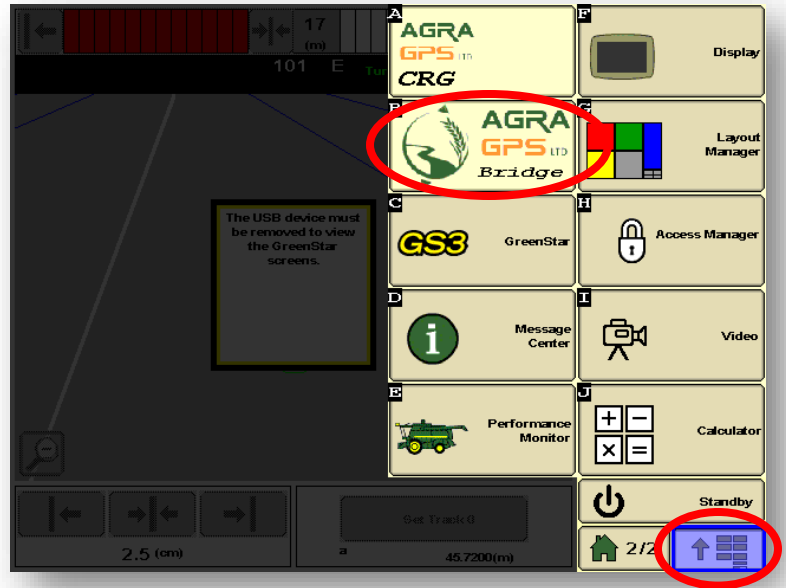 17
(m)
101 E Tur
The USB device must
be removed to view
the GreenStar
screens.
Set Track 0
2.5 (cm)
a
45.7200(m)
A
AGRA
GPS LTD
CRG
B
AGRA
GPS LTD
Bridge
C
GS3
GreenStar
D
i
Message
Center
E
Performance
Monitor
F
Display
G
Layout
Manager
H
Access Manager
I
Video
J
+ −
× =
Calculator
Standby
2/2